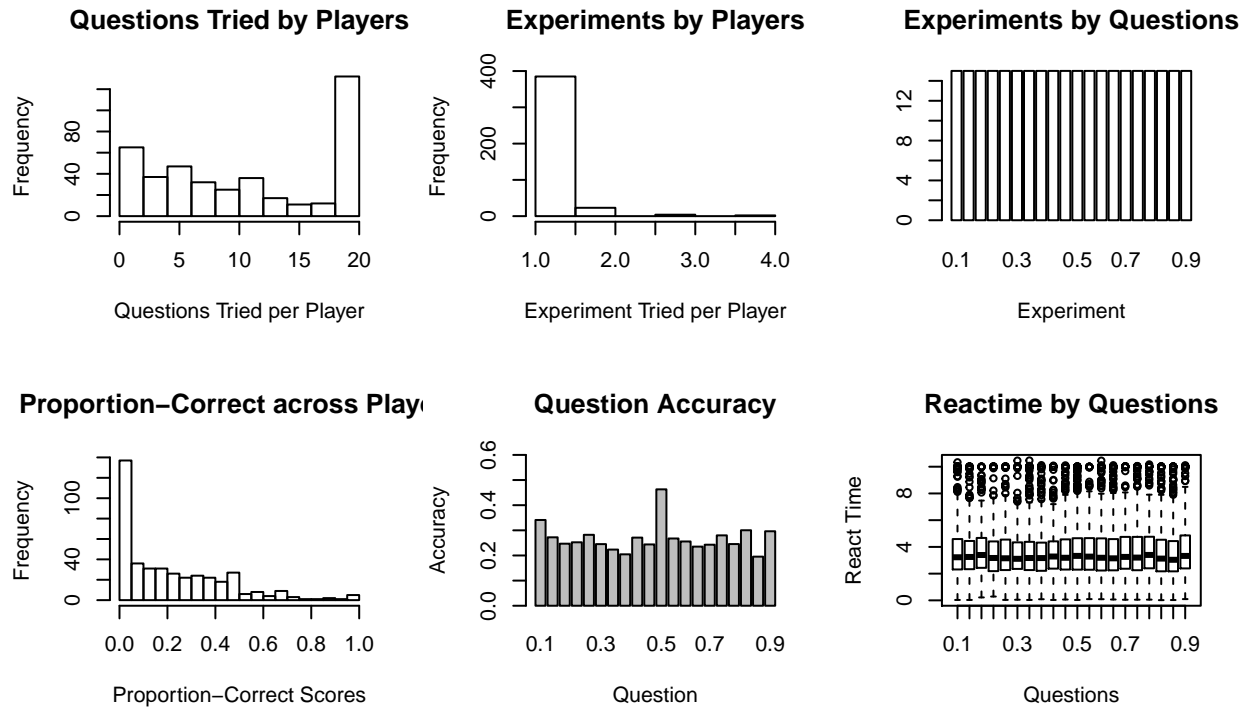 Questions Tried by Players
Frequency
0 40 80
0 5 10 15 20
Questions Tried per Player
Experiments by Players
Frequency
0 200 400
1.0 2.0 3.0 4.0
Experiment Tried per Player
Experiments by Questions
0 4 8 12
0.1 0.3 0.5 0.7 0.9
Experiment
Proportion−Correct across Play
Frequency
0 40 100
0.0 0.2 0.4 0.6 0.8 1.0
Proportion−Correct Scores
Question Accuracy
Accuracy
0.0 0.2 0.4 0.6
0.1 0.3 0.5 0.7 0.9
Question
Reactime by Questions
React Time
0 4 8
0.1 0.3 0.5 0.7 0.9
Questions